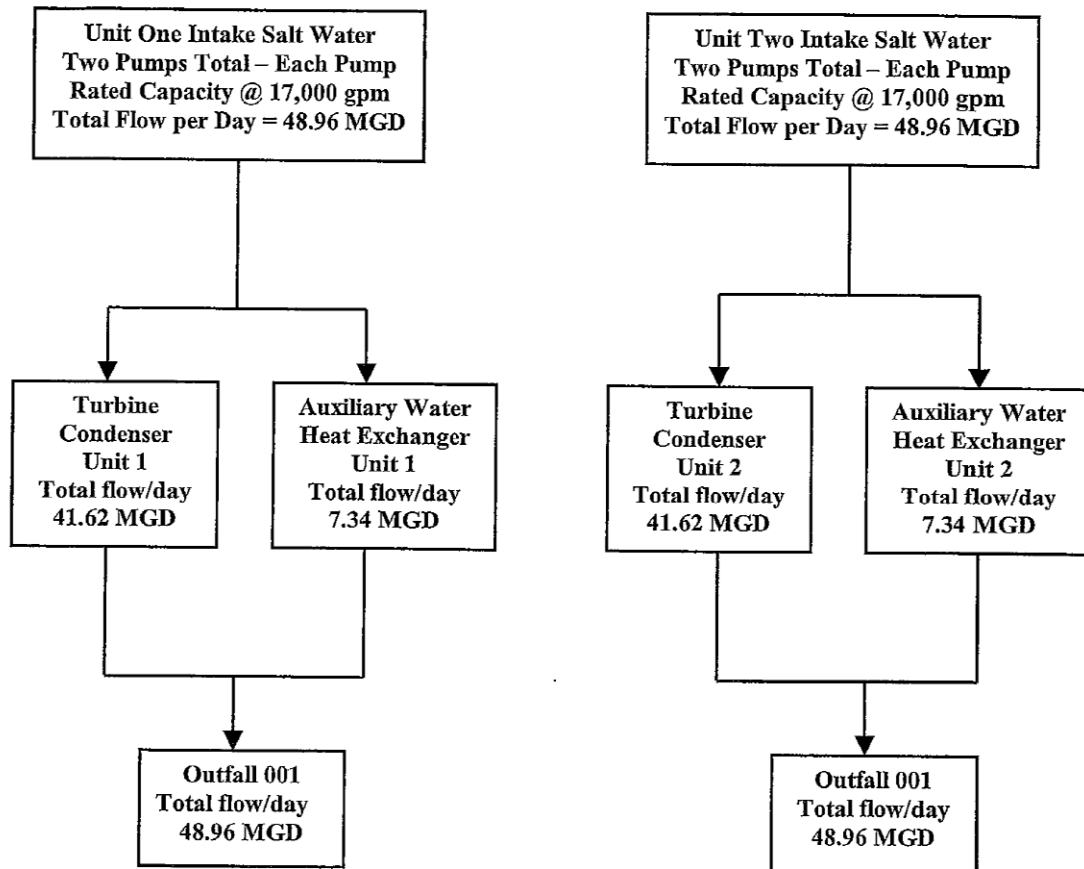 Unit One Intake Salt Water
Two Pumps Total – Each Pump
Rated Capacity @ 17,000 gpm
Total Flow per Day = 48.96 MGD
Unit Two Intake Salt Water
Two Pumps Total – Each Pump
Rated Capacity @ 17,000 gpm
Total Flow per Day = 48.96 MGD
Turbine
Condenser
Unit 1
Total flow/day
41.62 MGD
Auxiliary Water
Heat Exchanger
Unit 1
Total flow/day
7.34 MGD
Turbine
Condenser
Unit 2
Total flow/day
41.62 MGD
Auxiliary Water
Heat Exchanger
Unit 2
Total flow/day
7.34 MGD
Outfall 001
Total flow/day
48.96 MGD
Outfall 001
Total flow/day
48.96 MGD